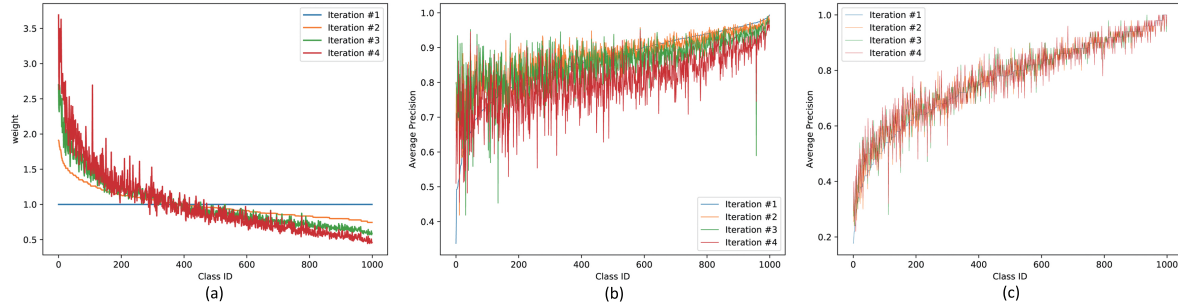 3.5
3.0
2.5
2.0
1.5
1.0
0.5
weight
0
200
400
600
800
1000
Class ID
Iteration #1
Iteration #2
Iteration #3
Iteration #4
(a)
1.0
0.9
0.8
0.7
0.6
0.5
0.4
Average Precision
0
200
400
600
800
1000
Class ID
Iteration #1
Iteration #2
Iteration #3
Iteration #4
(b)
1.0
0.8
0.6
0.4
0.2
Average Precision
0
200
400
600
800
1000
Class ID
Iteration #1
Iteration #2
Iteration #3
Iteration #4
(c)